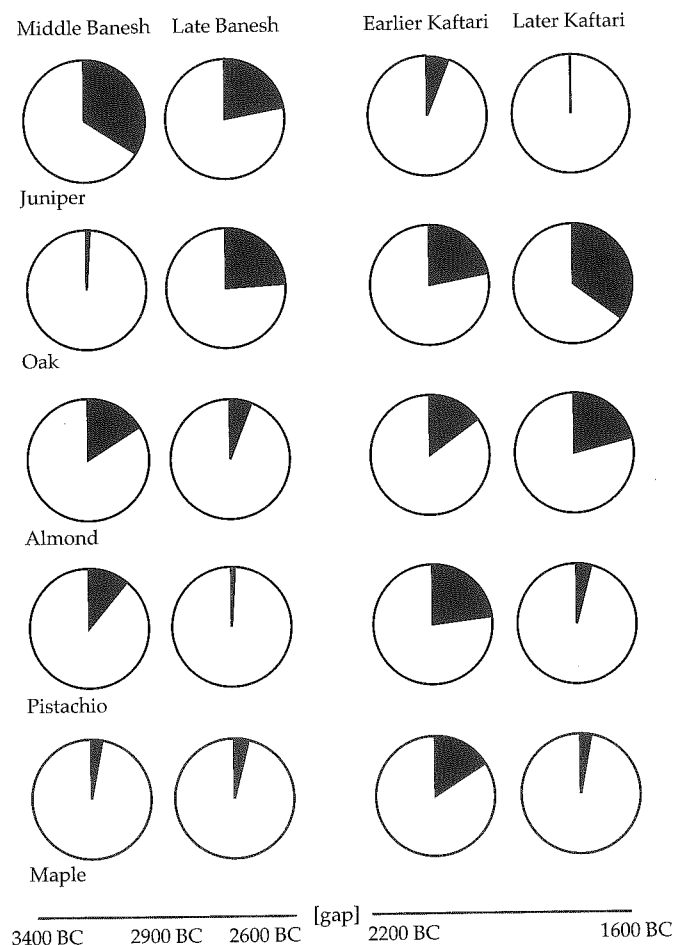 Middle Banesh Late Banesh Earlier Kaftari Later Kaftari
Juniper
Oak
Almond
Pistachio
Maple
[gap]
3400 BC 2900 BC 2600 BC 2200 BC 1600 BC